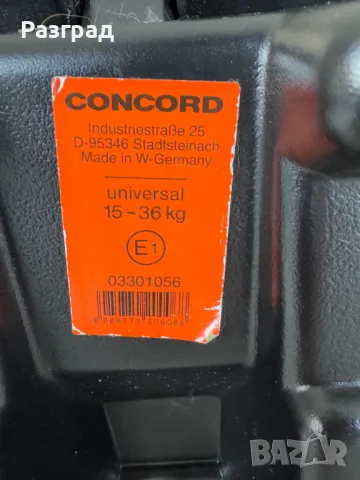 Разград
CONCORD
Industriestraße 25
D-95346 Stadtsteinach
Made in W-Germany
universal
15-36 kg
E1
03301056
BAZAR